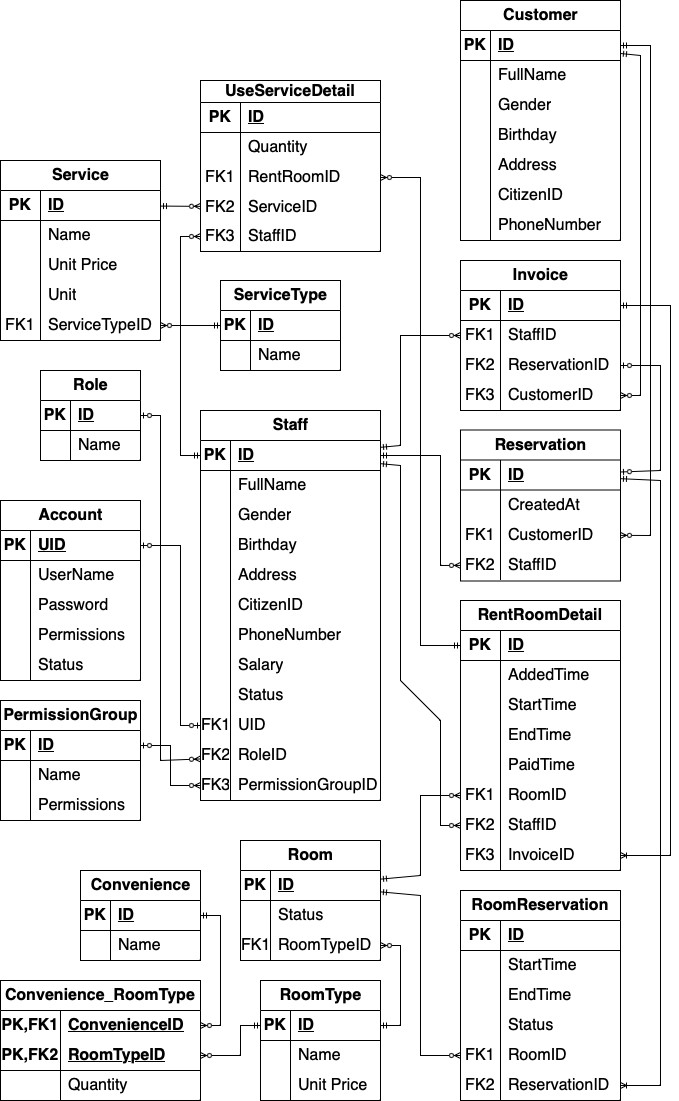 Customer
PK ID
FullName
Gender
Birthday
Address
CitizenID
PhoneNumber
UseServiceDetail
PK ID
Quantity
FK1 RentRoomID
FK2 ServiceID
FK3 StaffID
Service
PK ID
Name
Unit Price
Unit
FK1 ServiceTypeID
ServiceType
PK ID
Name
Invoice
PK ID
FK1 StaffID
FK2 ReservationID
FK3 CustomerID
Role
PK ID
Name
Staff
PK ID
FullName
Gender
Birthday
Address
CitizenID
PhoneNumber
Salary
Status
FK1 UID
FK2 RoleID
FK3 PermissionGroupID
Reservation
PK ID
CreatedAt
FK1 CustomerID
FK2 StaffID
Account
PK UID
UserName
Password
Permissions
Status
RentRoomDetail
PK ID
AddedTime
StartTime
EndTime
PaidTime
FK1 RoomID
FK2 StaffID
FK3 InvoiceID
PermissionGroup
PK ID
Name
Permissions
Room
PK ID
Status
FK1 RoomTypeID
Convenience
PK ID
Name
RoomReservation
PK ID
StartTime
EndTime
Status
FK1 RoomID
FK2 ReservationID
Convenience_RoomType
PK,FK1 ConvenienceID
PK,FK2 RoomTypeID
Quantity
RoomType
PK ID
Name
Unit Price